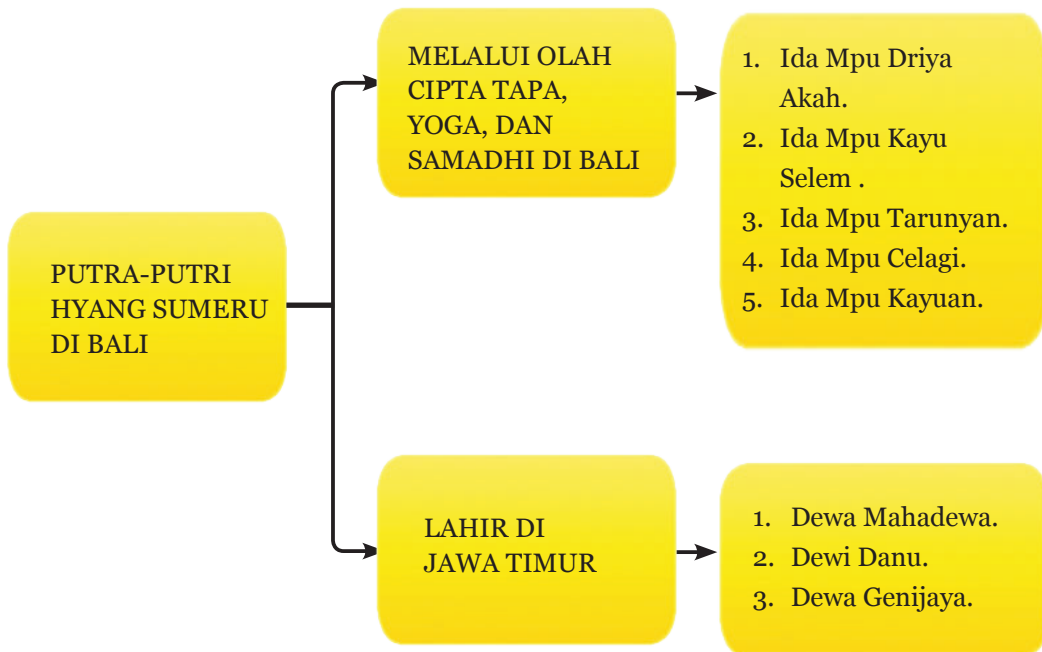 PUTRA-PUTRI
HYANG SUMERU
DI BALI
MELALUI OLAH
CIPTA TAPA,
YOGA, DAN
SAMADHI DI BALI
1. Ida Mpu Driya
Akah.
2. Ida Mpu Kayu
Selem .
3. Ida Mpu Tarunyan.
4. Ida Mpu Celagi.
5. Ida Mpu Kayuan.
LAHIR DI
JAWA TIMUR
1. Dewa Mahadewa.
2. Dewi Danu.
3. Dewa Genijaya.